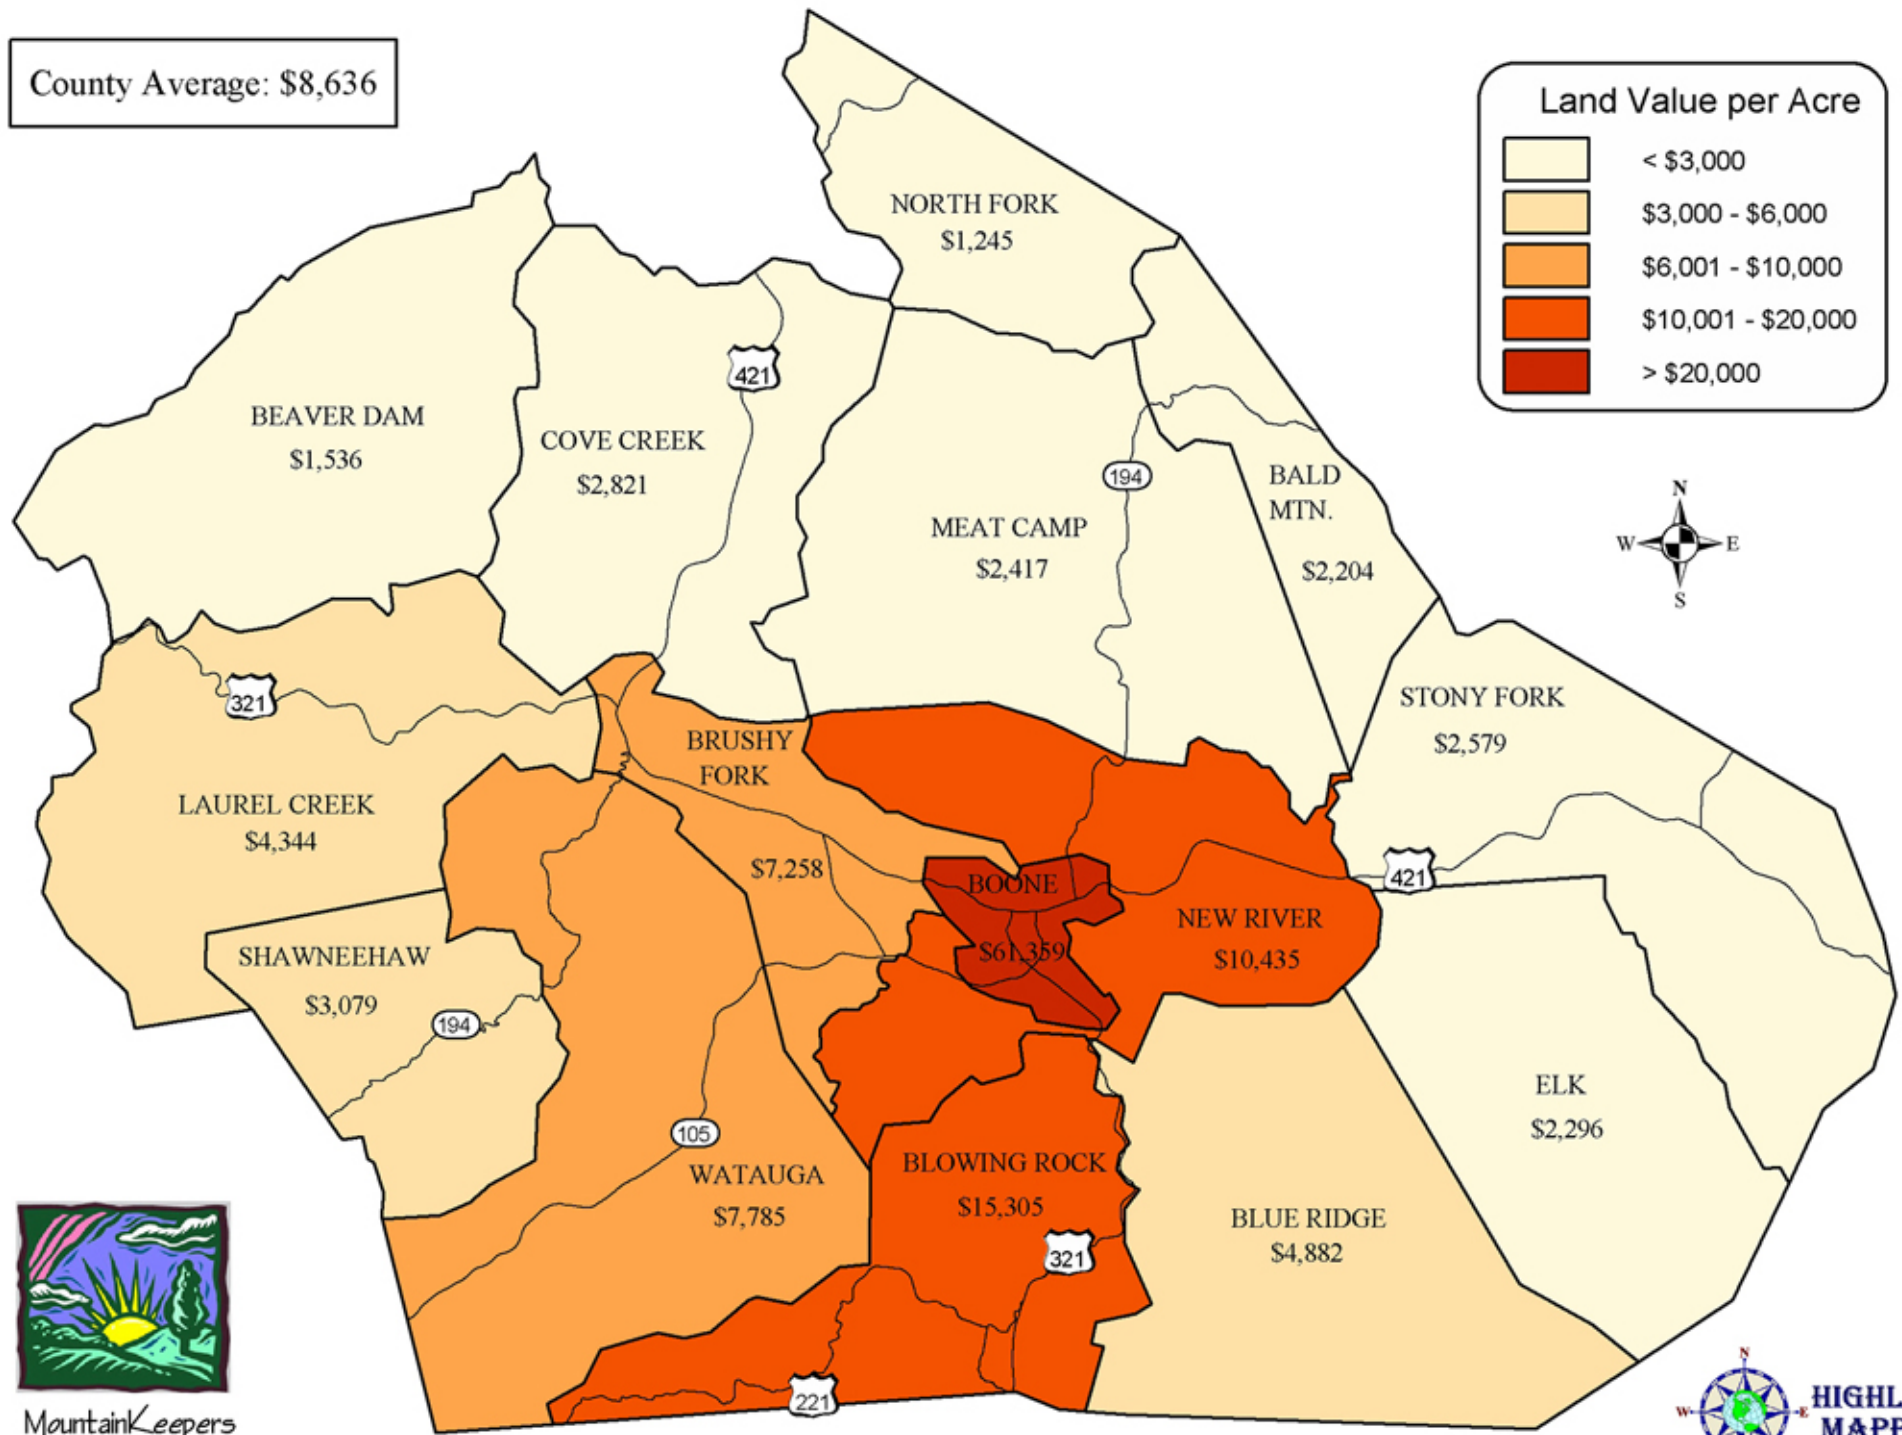 County Average: $8,636
Land Value per Acre
< $3,000
$3,000 - $6,000
$6,001 - $10,000
$10,001 - $20,000
> $20,000
N
W
E
S
NORTH FORK
$1,245
BEAVER DAM
$1,536
COVE CREEK
$2,821
421
MEAT CAMP
$2,417
194
BALD
MTN.
$2,204
STONY FORK
$2,579
321
BRUSHY
FORK
$7,258
LAUREL CREEK
$4,344
421
BOONE
$61,359
NEW RIVER
$10,435
SHAWNEEHAW
$3,079
194
105
WATAUGA
$7,785
BLOWING ROCK
$15,305
321
BLUE RIDGE
$4,882
ELK
$2,296
221
MountainKeepers
N
W
E
HIGHL
MAPP